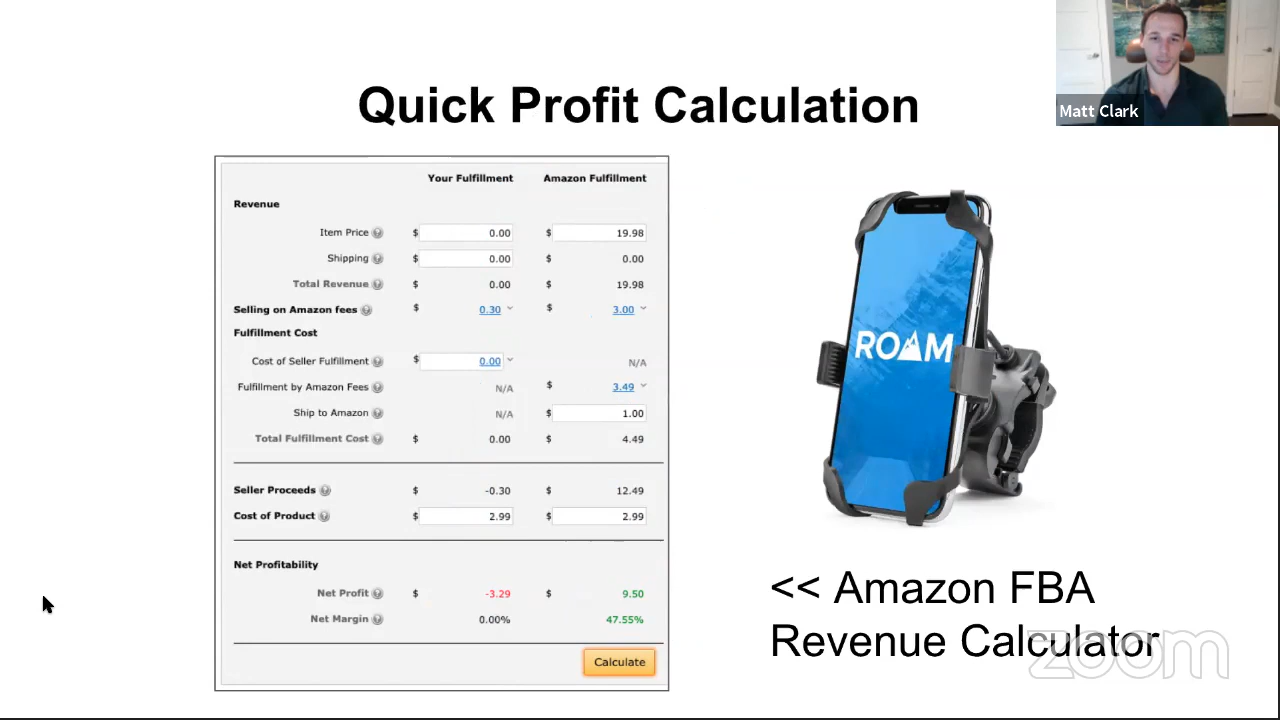 Matt Clark
Quick Profit Calculation
Your Fulfillment Amazon Fulfillment
Revenue
Item Price $ 0.00 $ 19.98
Shipping $ 0.00 $ 0.00
Total Revenue $ 0.00 $ 19.98
Selling on Amazon fees $ 0.30 $ 3.00
Fulfillment Cost
Cost of Seller Fulfillment $ 0.00 N/A
Fulfillment by Amazon Fees N/A $ 3.49
Ship to Amazon N/A $ 1.00
Total Fulfillment Cost $ 0.00 $ 4.49
Seller Proceeds $ -0.30 $ 12.49
Cost of Product $ 2.99 $ 2.99
Net Profitability
Net Profit $ -3.29 $ 9.50
Net Margin 0.00% 47.55%
Calculate
ROAM
<< Amazon FBA
Revenue Calculator
zoom